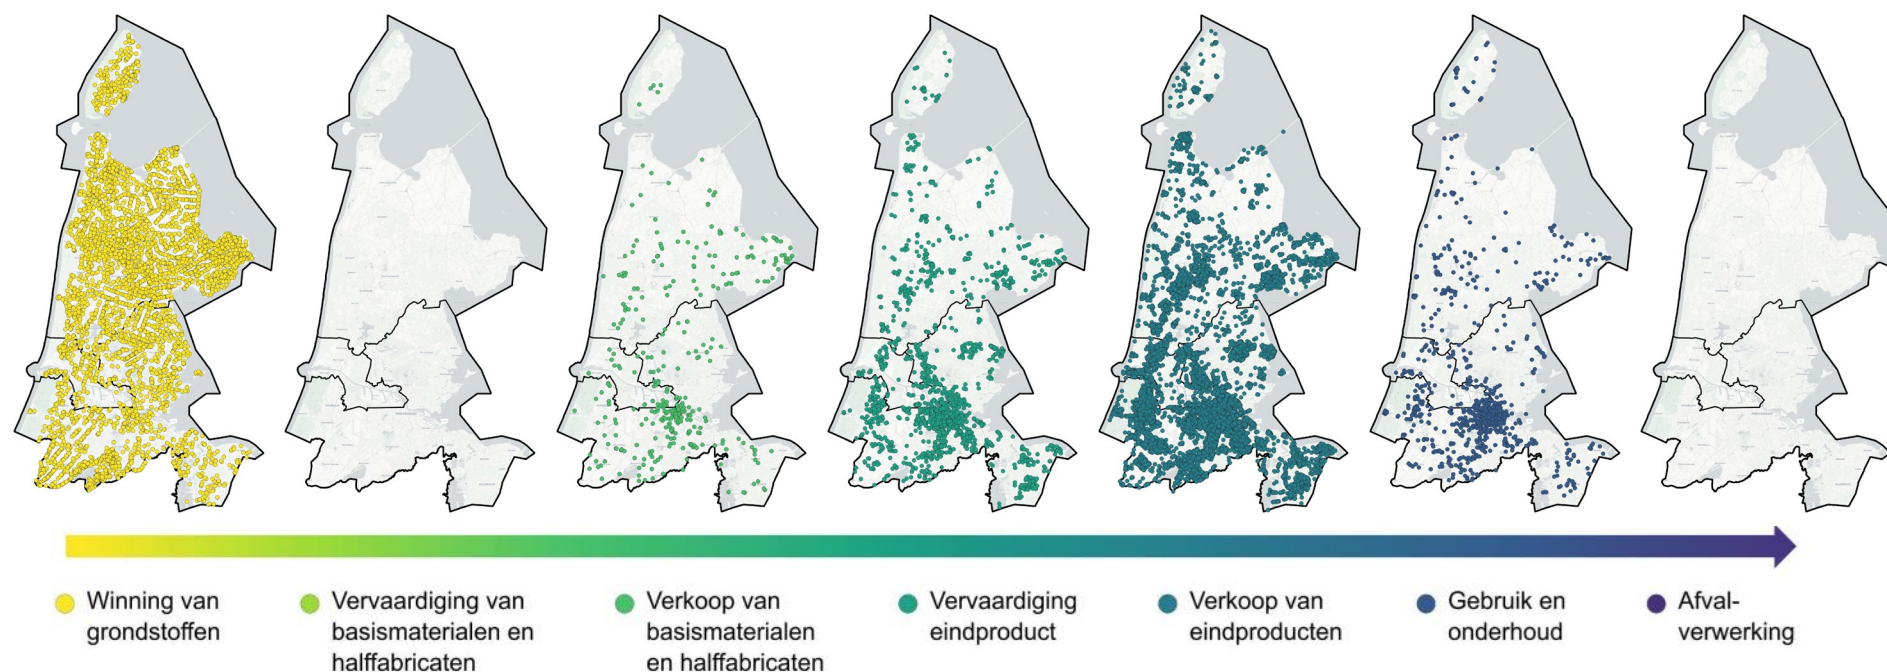 Winning van
grondstoffen
Vervaardiging van
basismaterialen en
halffabricaten
Verkoop van
basismaterialen
en halffabricaten
Vervaardiging
eindproduct
Verkoop van
eindproducten
Gebruik en
onderhoud
Afval-
verwerking